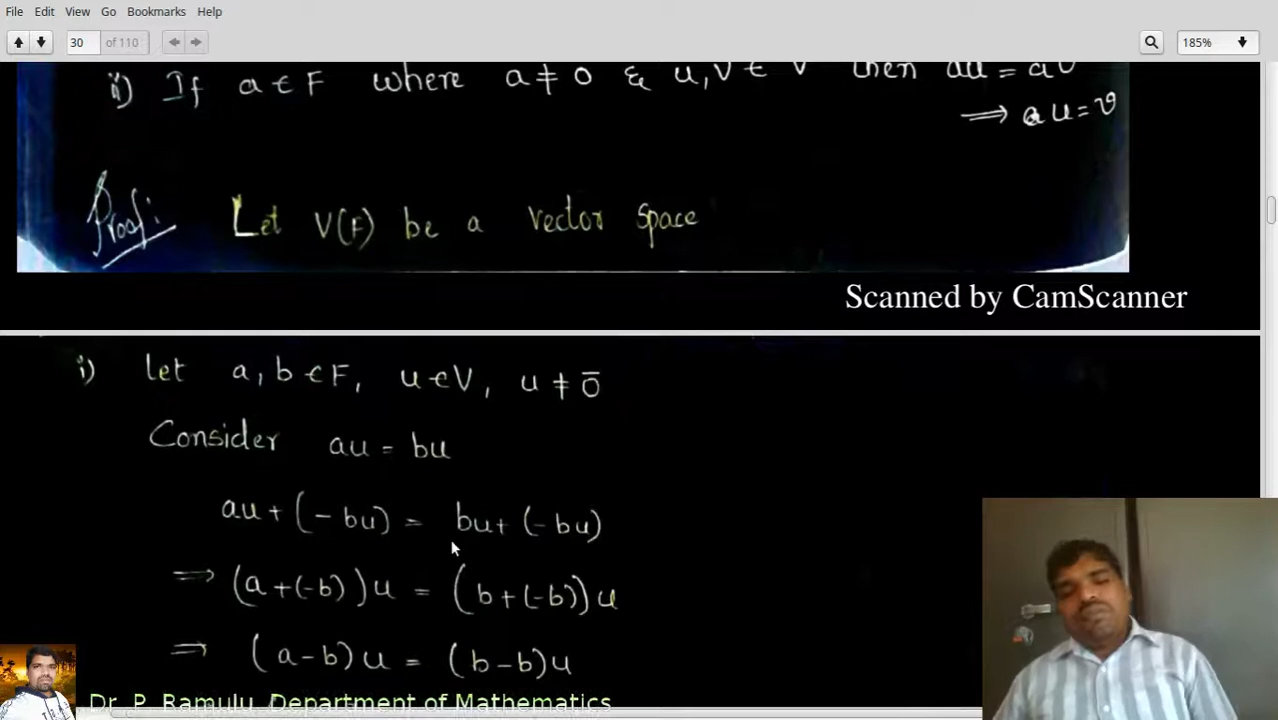 File Edit View Go Bookmarks Help
30 of 110 185%
ii) If a ∈ F where a ≠ 0 & u, v ∈ V then au = av
⟹ au = v
Proof: Let V(F) be a vector space
Scanned by CamScanner
i) let a, b ∈ F, u ∈ V, u ≠ 0̄
Consider au = bu
au + (-bu) = bu + (-bu)
⟹ (a + (-b))u = (b + (-b))u
⟹ (a - b)u = (b - b)u
Dr. P. Ramulu, Department of Mathematics